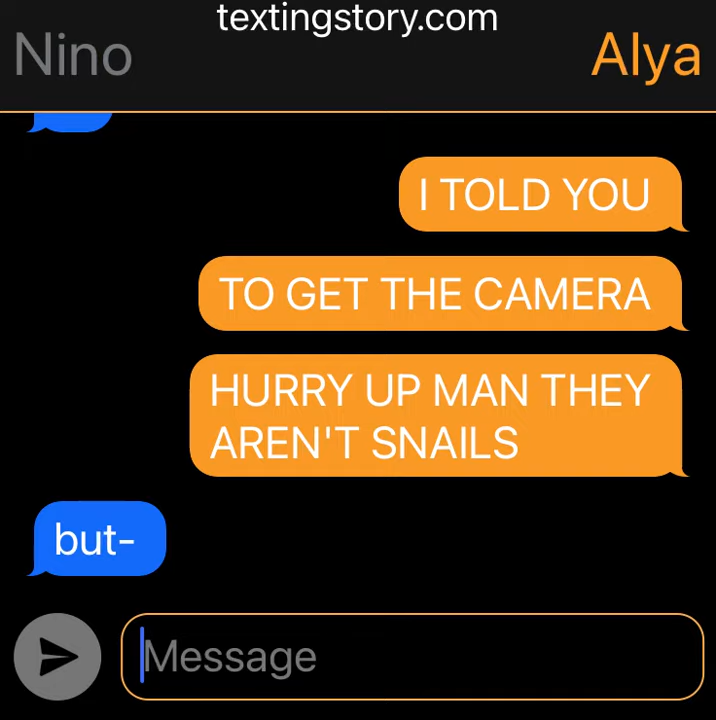 textingstory.com
Nino
Alya
I TOLD YOU
TO GET THE CAMERA
HURRY UP MAN THEY
AREN'T SNAILS
but-
Message